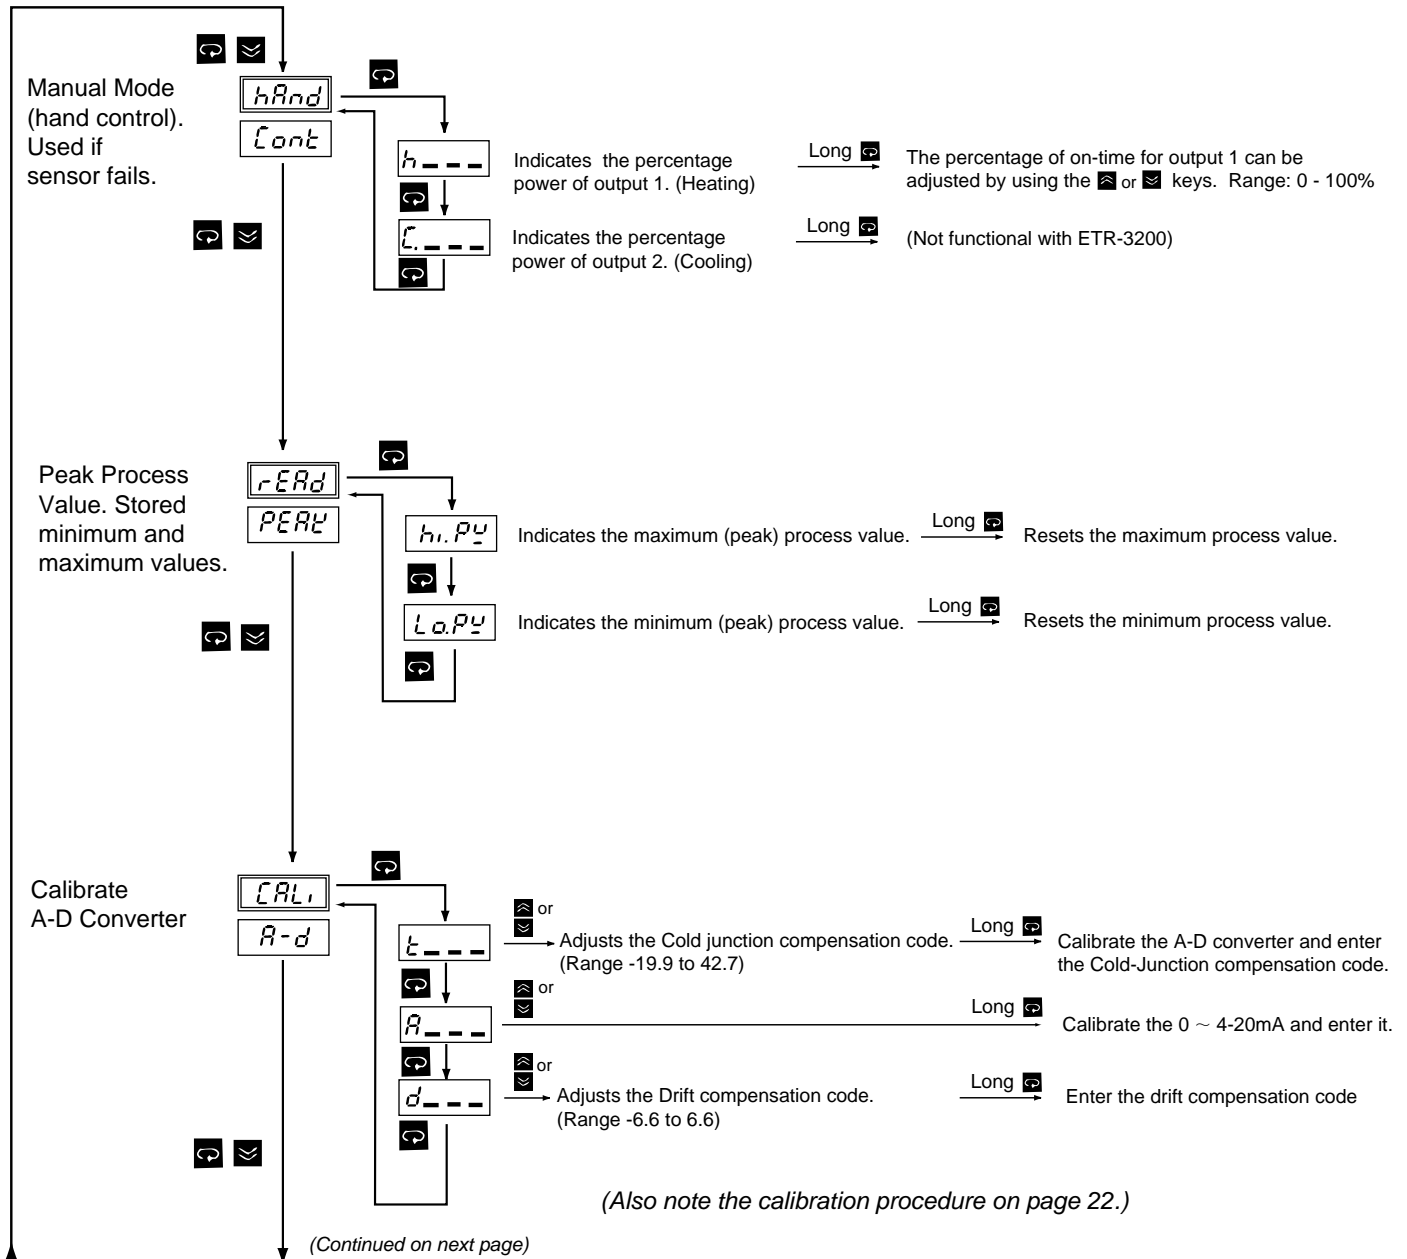 Manual Mode
(hand control).
Used if
sensor fails.
hAnd
Cont
h_ _ _
Indicates the percentage
power of output 1. (Heating)
Long
The percentage of on-time for output 1 can be
adjusted by using the or keys. Range: 0 - 100%
C._ _ _
Indicates the percentage
power of output 2. (Cooling)
Long
(Not functional with ETR-3200)
Peak Process
Value. Stored
minimum and
maximum values.
rEAd
PEAK
hi.PV
Indicates the maximum (peak) process value.
Long
Resets the maximum process value.
Lo.PV
Indicates the minimum (peak) process value.
Long
Resets the minimum process value.
Calibrate
A-D Converter
CALi
A-d
t_ _ _
or
Adjusts the Cold junction compensation code.
(Range -19.9 to 42.7)
Long
Calibrate the A-D converter and enter
the Cold-Junction compensation code.
A_ _ _
or
Long
Calibrate the 0 ~ 4-20mA and enter it.
d_ _ _
or
Adjusts the Drift compensation code.
(Range -6.6 to 6.6)
Long
Enter the drift compensation code
(Also note the calibration procedure on page 22.)
(Continued on next page)